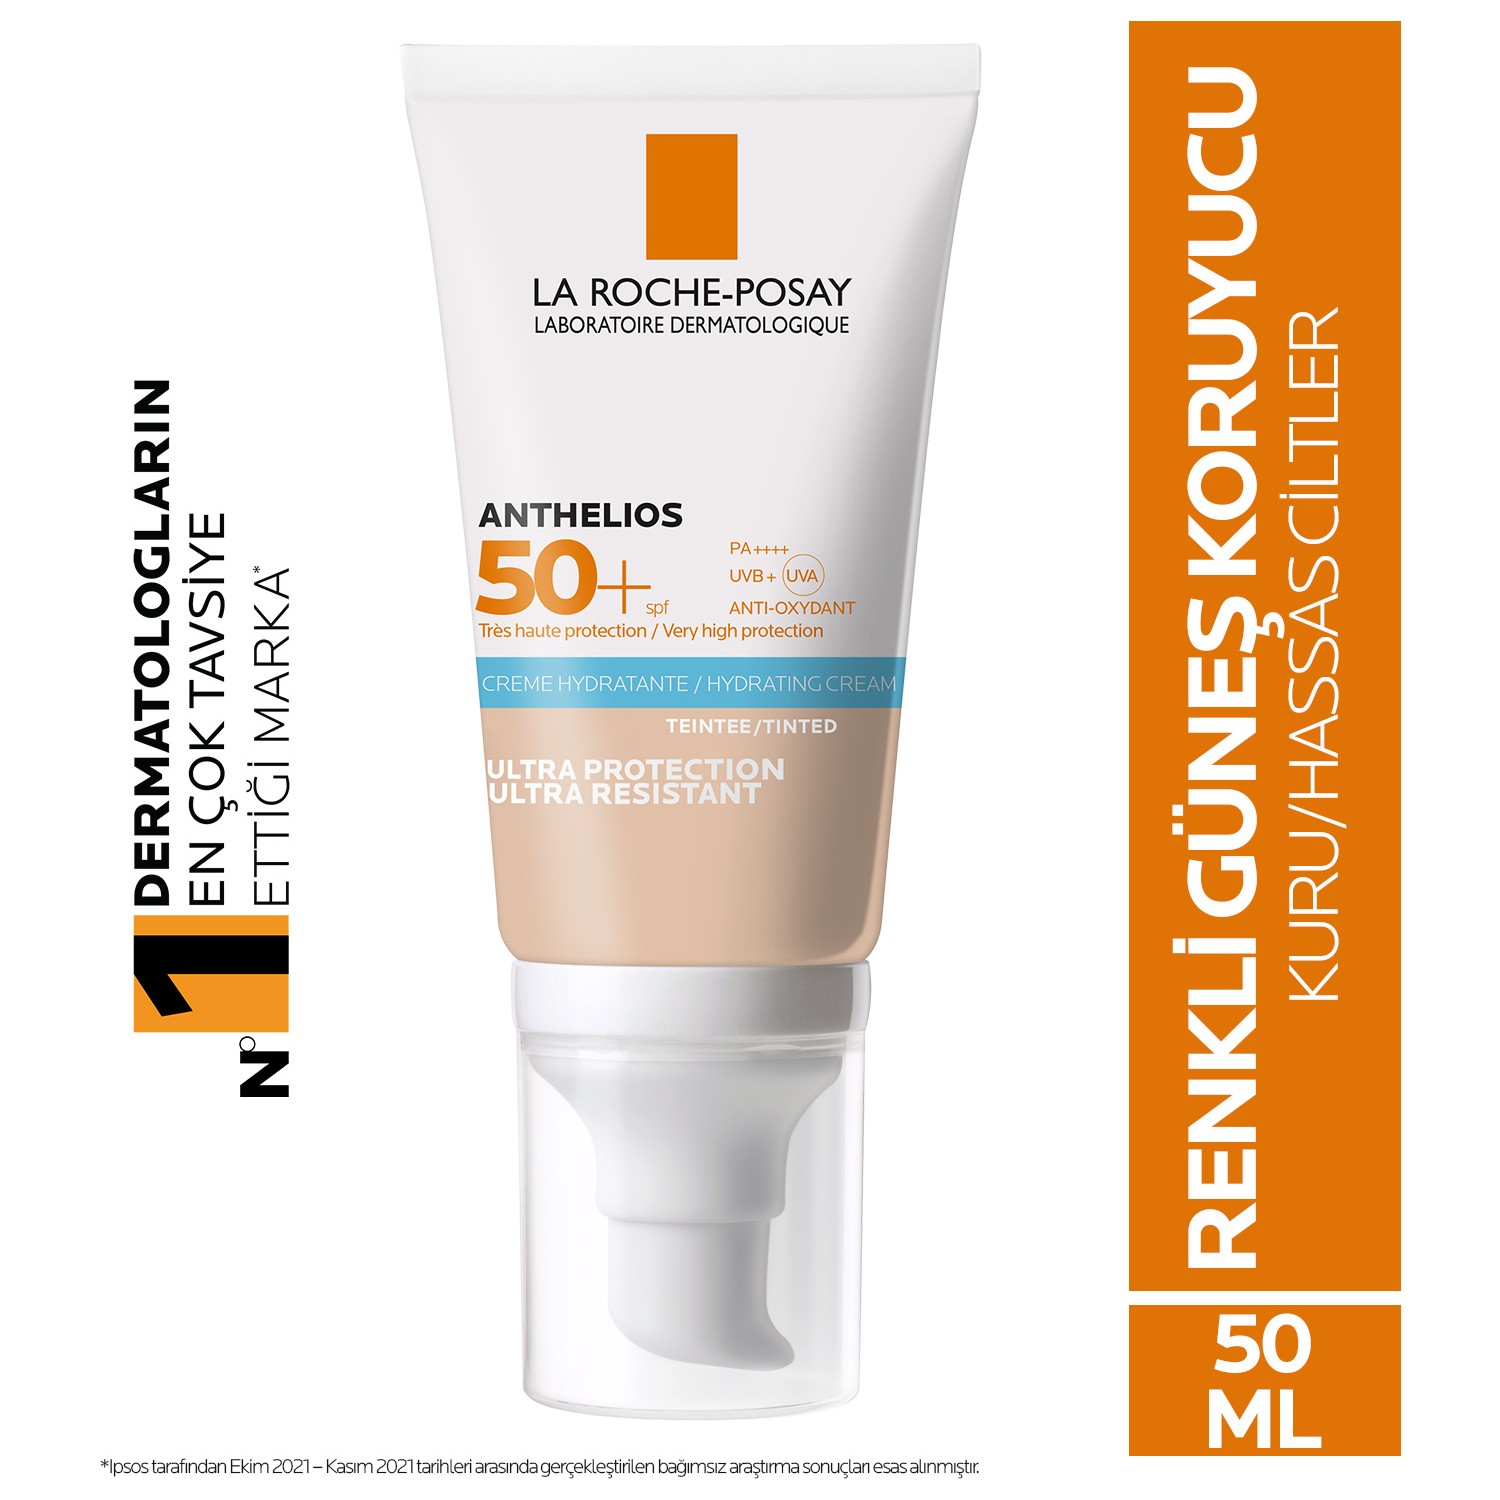 N° 1 DERMATOLOGLARIN
EN ÇOK TAVSİYE
ETTİĞİ MARKA*
LA ROCHE-POSAY
LABORATOIRE DERMATOLOGIQUE
ANTHELIOS
50+ spf
PA++++
UVB+ UVA
ANTI-OXYDANT
Très haute protection / Very high protection
CREME HYDRATANTE / HYDRATING CREAM
TEINTEE/TINTED
ULTRA PROTECTION
ULTRA RESISTANT
RENKLİ GÜNEŞ KORUYUCU
KURU/HASSAS CİLTLER
50
ML
*Ipsos tarafından Ekim 2021 – Kasım 2021 tarihleri arasında gerçekleştirilen bağımsız araştırma sonuçları esas alınmıştır.